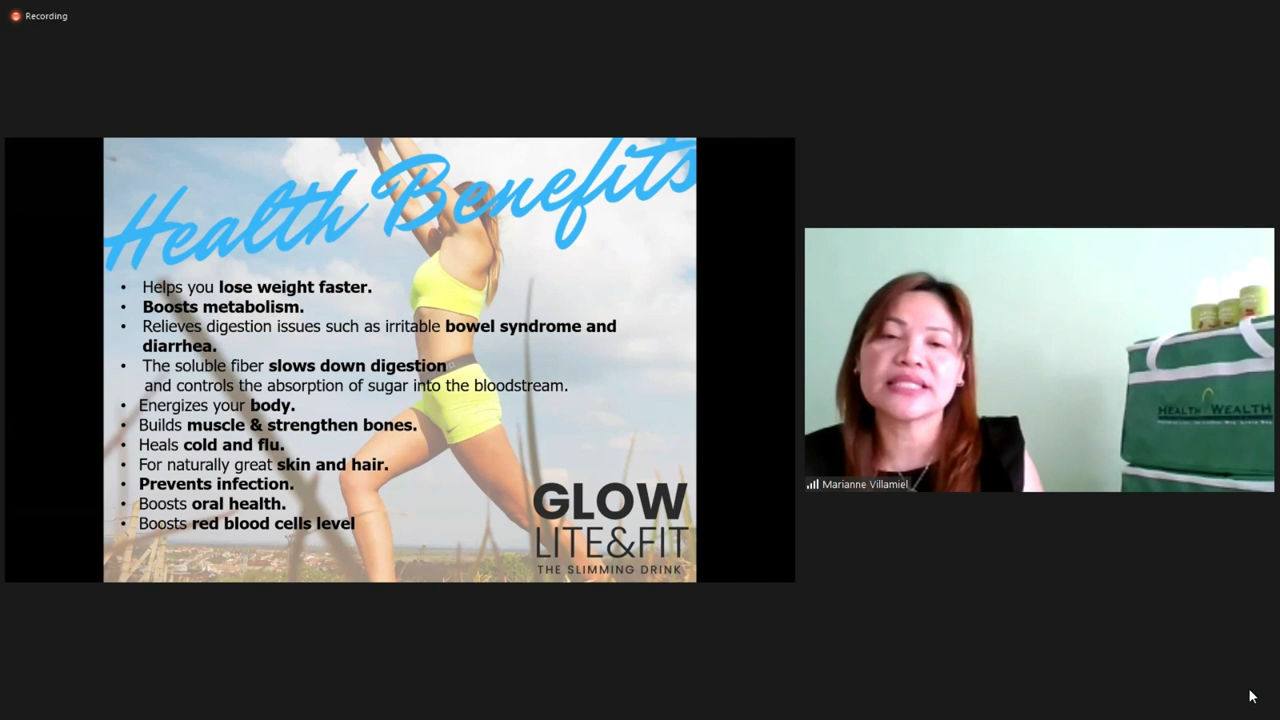 Recording
Health Benefits
• Helps you lose weight faster.
• Boosts metabolism.
• Relieves digestion issues such as irritable bowel syndrome and
diarrhea.
• The soluble fiber slows down digestion
and controls the absorption of sugar into the bloodstream.
• Energizes your body.
• Builds muscle & strengthen bones.
• Heals cold and flu.
• For naturally great skin and hair.
• Prevents infection.
• Boosts oral health.
• Boosts red blood cells level
GLOW
LITE&FIT
THE SLIMMING DRINK
HEALTH WEALTH
Marianne Villamiel